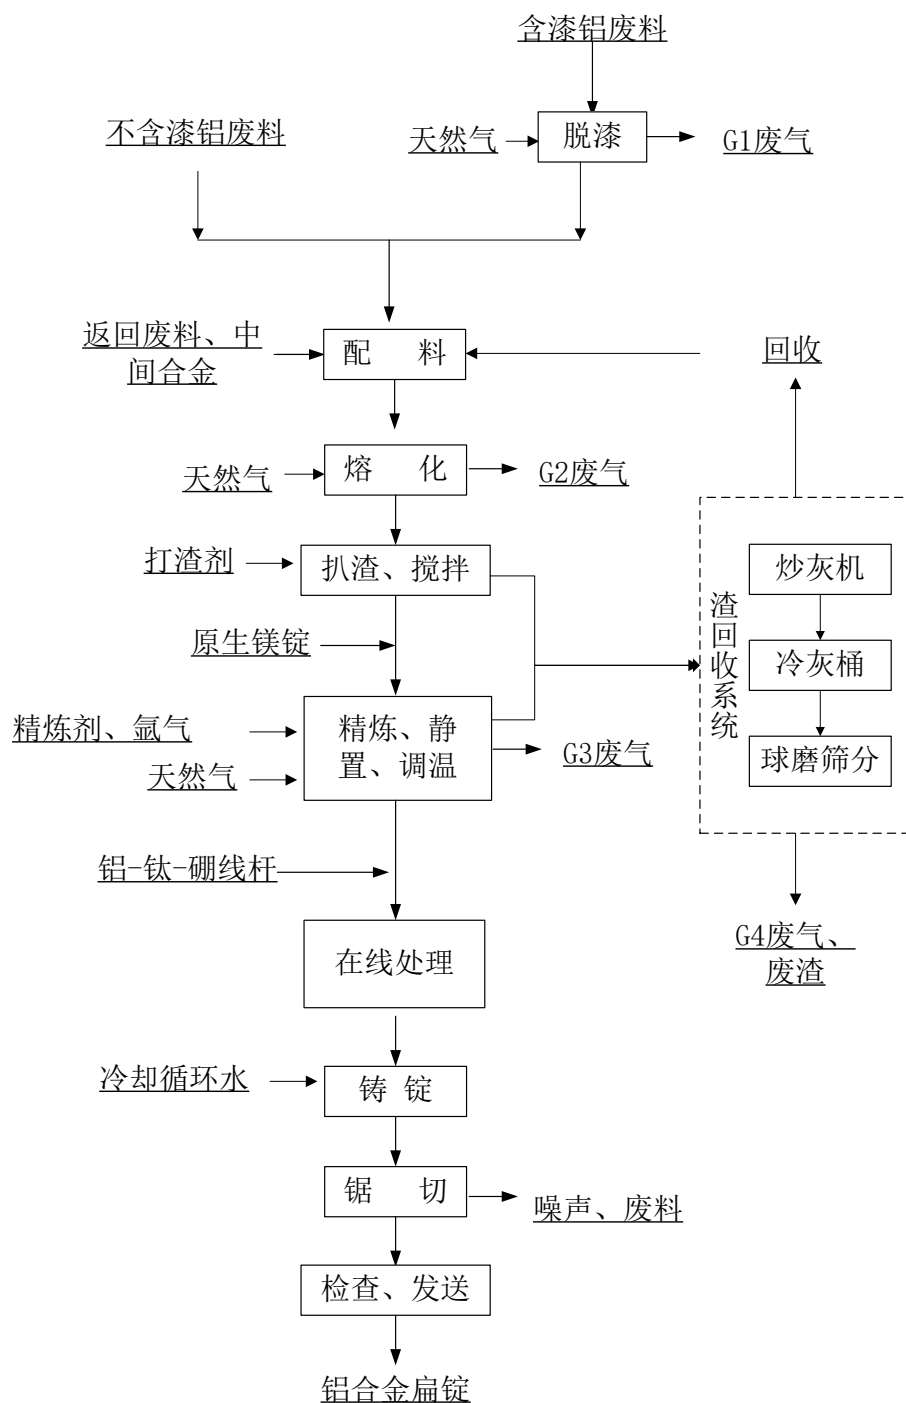 含漆铝废料
不含漆铝废料
天然气
脱漆
G1废气
返回废料、中
间合金
配 料
回收
天然气
熔 化
G2废气
打渣剂
扒渣、搅拌
炒灰机
渣回收系统
原生镁锭
冷灰桶
精炼剂、氩气
精炼、静
置、调温
G3废气
天然气
球磨筛分
铝-钛-硼线杆
在线处理
G4废气、
废渣
冷却循环水
铸 锭
锯 切
噪声、废料
检查、发送
铝合金扁锭